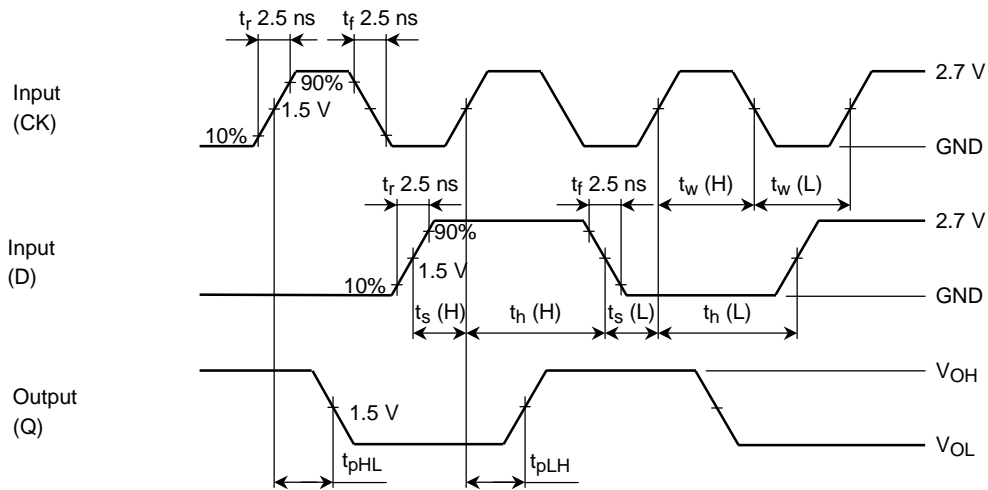 tr 2.5 ns
tf 2.5 ns
Input
(CK)
90%
1.5 V
10%
2.7 V
GND
tr 2.5 ns
tf 2.5 ns
tw (H)
tw (L)
Input
(D)
90%
1.5 V
10%
2.7 V
GND
ts (H)
th (H)
ts (L)
th (L)
Output
(Q)
1.5 V
VOH
VOL
tpHL
tpLH